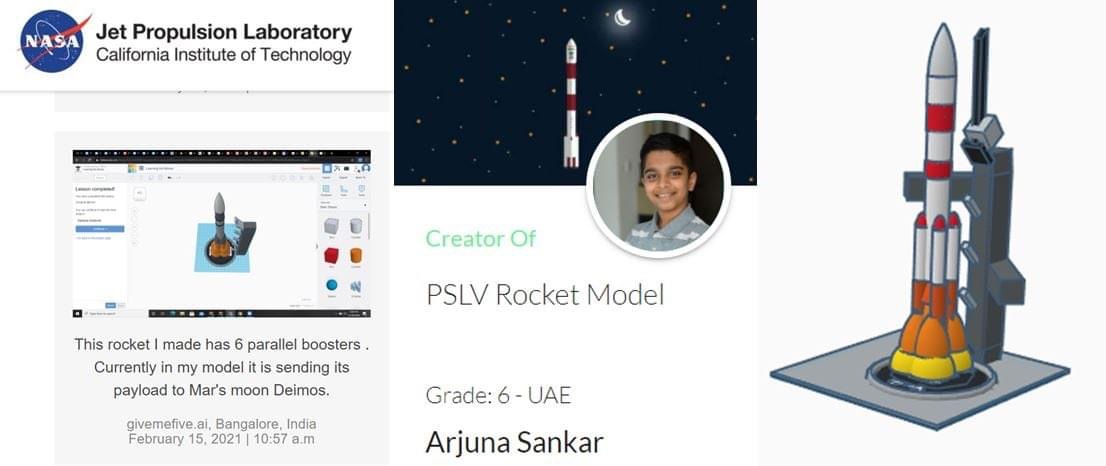 NASA
Jet Propulsion Laboratory
California Institute of Technology
Lesson completed!
This rocket I made has 6 parallel boosters .
Currently in my model it is sending its
payload to Mar's moon Deimos.
givemefive.ai, Bangalore, India
February 15, 2021 | 10:57 a.m
Creator Of
PSLV Rocket Model
Grade: 6 - UAE
Arjuna Sankar